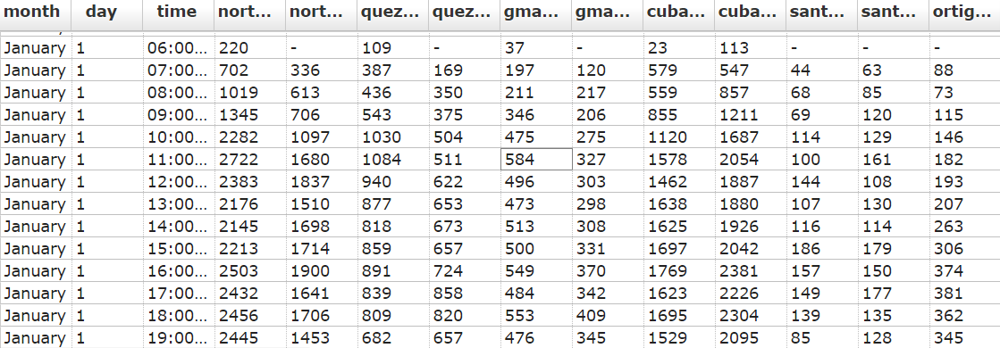 month day time nort... nort... quez... quez... gma... gma... cuba... cuba... sant... sant... ortig...
January 1 06:00... 220 - 109 - 37 - 23 113 - - -
January 1 07:00... 702 336 387 169 197 120 579 547 44 63 88
January 1 08:00... 1019 613 436 350 211 217 559 857 68 85 73
January 1 09:00... 1345 706 543 375 346 206 855 1211 69 120 115
January 1 10:00... 2282 1097 1030 504 475 275 1120 1687 114 129 146
January 1 11:00... 2722 1680 1084 511 584 327 1578 2054 100 161 182
January 1 12:00... 2383 1837 940 622 496 303 1462 1887 144 108 193
January 1 13:00... 2176 1510 877 653 473 298 1638 1880 107 130 207
January 1 14:00... 2145 1698 818 673 513 308 1625 1926 116 114 263
January 1 15:00... 2213 1714 859 657 500 331 1697 2042 186 179 306
January 1 16:00... 2503 1900 891 724 549 370 1769 2381 157 150 374
January 1 17:00... 2432 1641 839 858 484 342 1623 2226 149 177 381
January 1 18:00... 2456 1706 809 820 553 409 1695 2304 139 135 362
January 1 19:00... 2445 1453 682 657 476 345 1529 2095 85 128 345